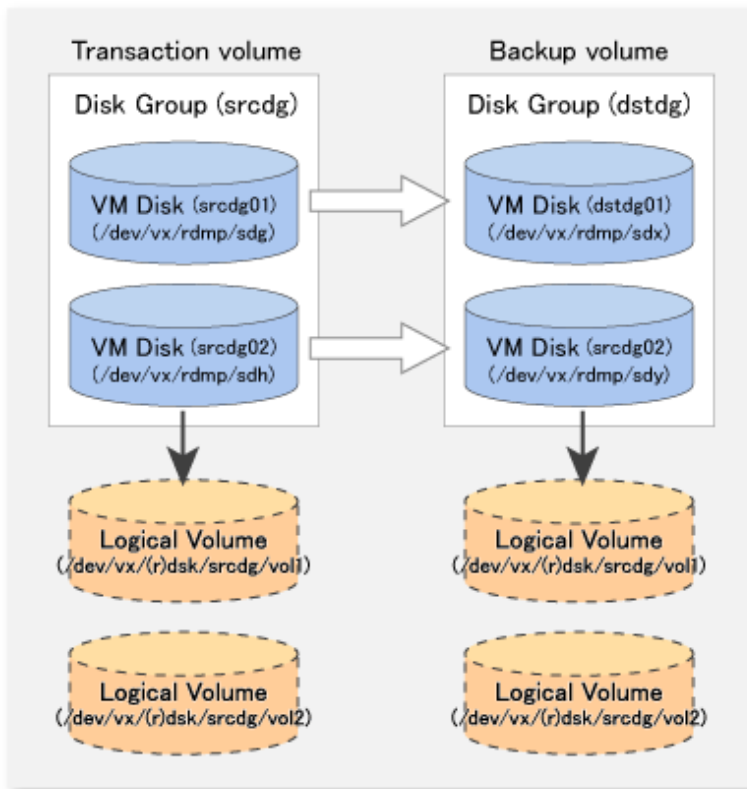 Transaction volume
Disk Group (srcdg)
VM Disk (srcdg01)
(/dev/vx/rdmp/sdg)
VM Disk (srcdg02)
(/dev/vx/rdmp/sdh)
Logical Volume
(/dev/vx/(r)dsk/srcdg/vol1)
Logical Volume
(/dev/vx/(r)dsk/srcdg/vol2)
Backup volume
Disk Group (dstdg)
VM Disk (dstdg01)
(/dev/vx/rdmp/sdx)
VM Disk (srcdg02)
(/dev/vx/rdmp/sdy)
Logical Volume
(/dev/vx/(r)dsk/srcdg/vol1)
Logical Volume
(/dev/vx/(r)dsk/srcdg/vol2)